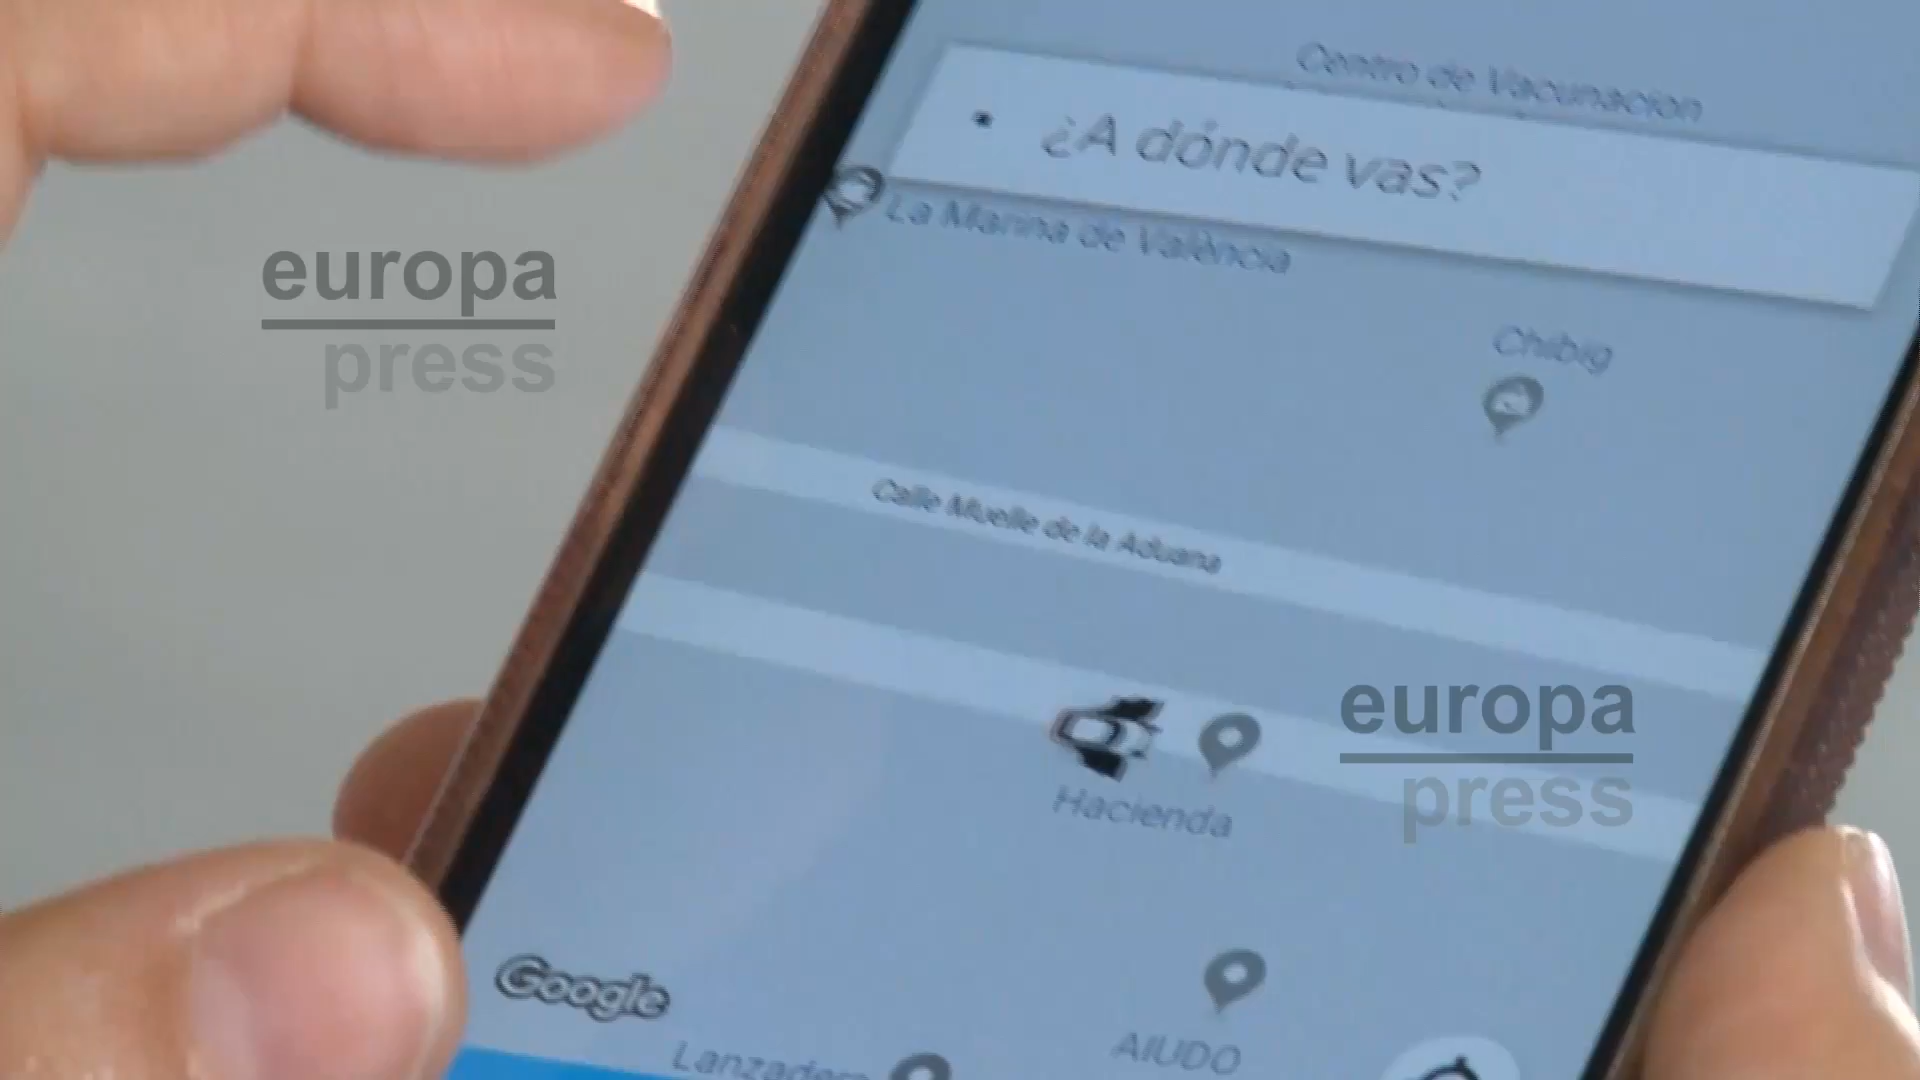 Centro de Vacunacion
¿A dónde vas?
La Marina de València
europa
press
Chibig
Calle Muelle de la Aduana
europa
press
Hacienda
Google
AIUDO
Lanzadera